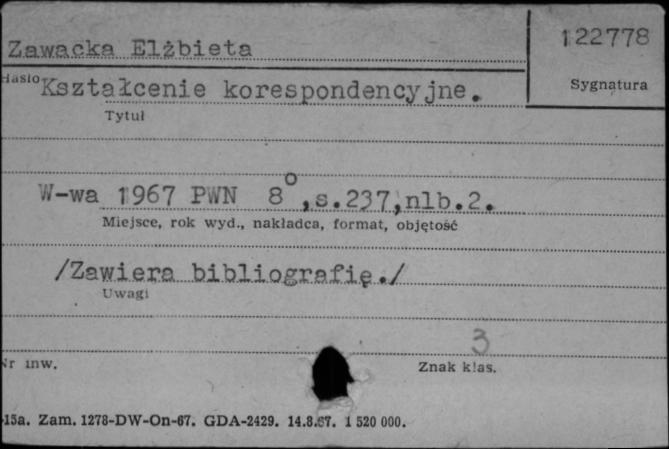 Zawacka Elżbieta
122778
Hasło
Sygnatura
Kształcenie korespondencyjne.
Tytuł
W-wa 1967 PWN 8°,s.237,nlb.2.
Miejsce, rok wyd., nakładca, format, objętość
/Zawiera bibliografię./
Uwagi
3
Nr inw.
Znak klas.
-15a. Zam. 1278-DW-On-67. GDA-2429. 14.8.67. 1 520 000.